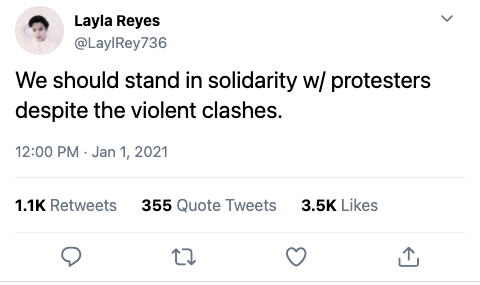 Layla Reyes
@LaylRey736
We should stand in solidarity w/ protesters
despite the violent clashes.
12:00 PM · Jan 1, 2021
1.1K Retweets 355 Quote Tweets 3.5K Likes